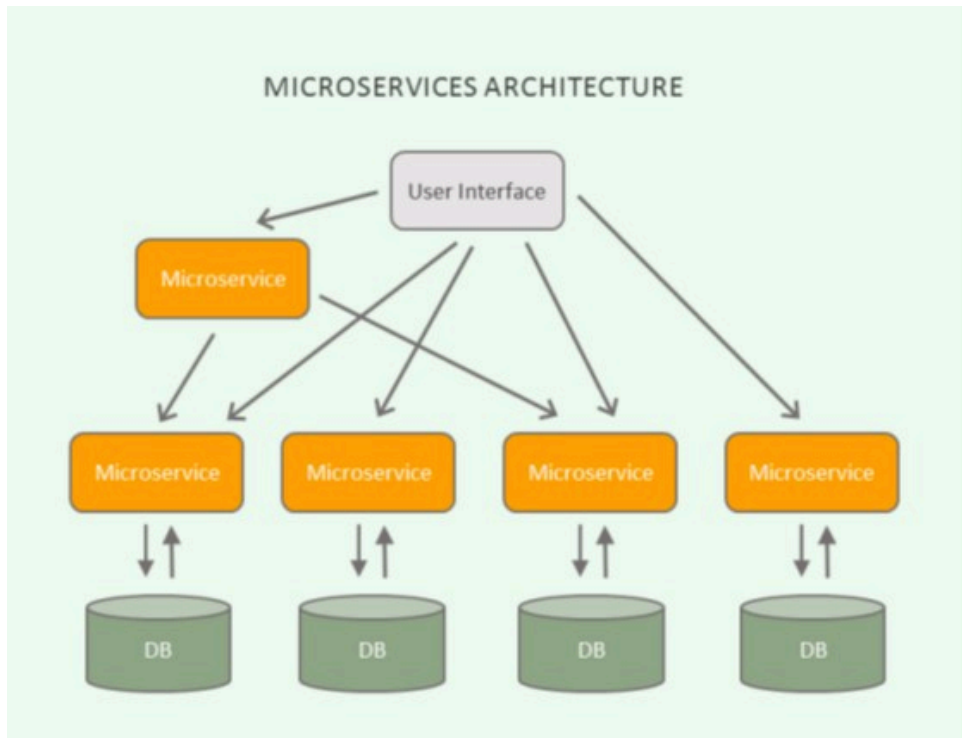 MICROSERVICES ARCHITECTURE
User Interface
Microservice
Microservice
Microservice
Microservice
Microservice
DB
DB
DB
DB